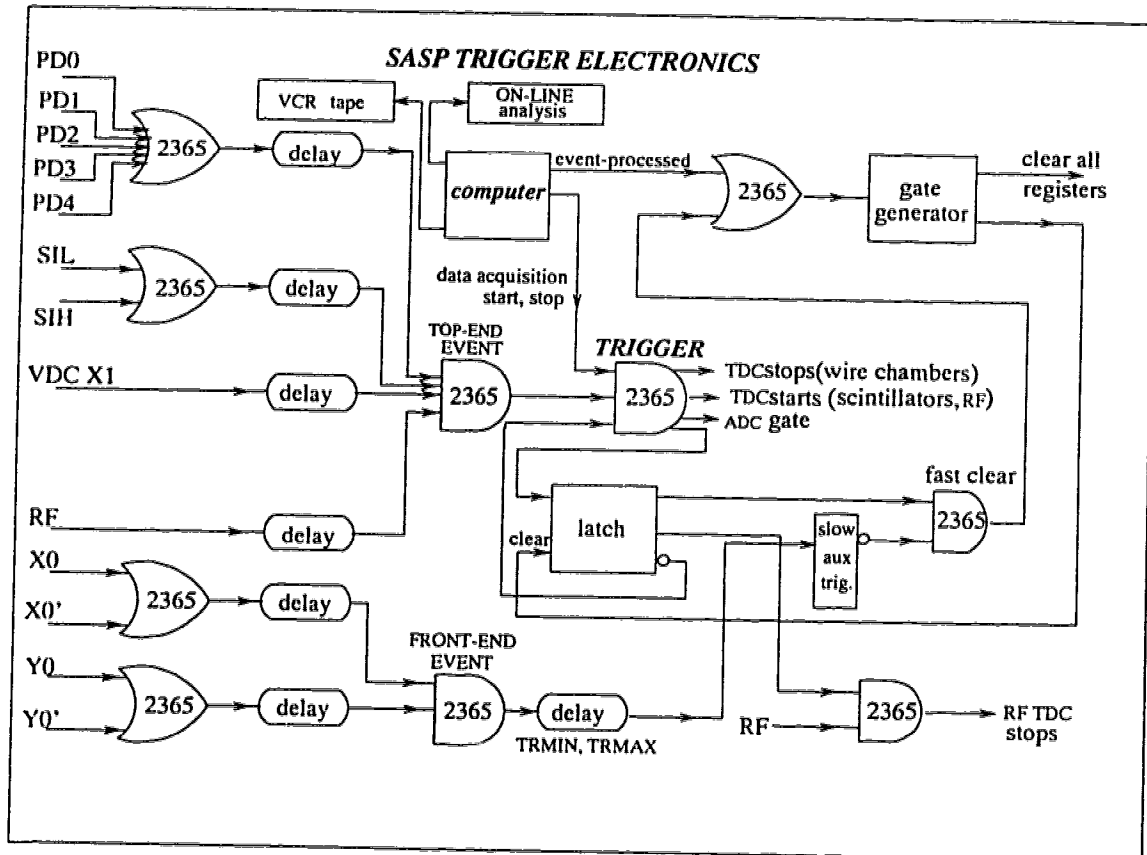 SASP TRIGGER ELECTRONICS
PD0
PD1
PD2
PD3
PD4
2365
delay
VCR tape
ON-LINE
analysis
computer
event-processed
2365
gate
generator
clear all
registers
SIL
SIH
2365
delay
data acquisition
start, stop
VDC X1
delay
TOP-END
EVENT
2365
TRIGGER
2365
TDCstops(wire chambers)
TDCstarts (scintillators, RF)
ADC gate
RF
delay
clear
latch
slow
aux
trig.
fast clear
2365
X0
X0'
2365
delay
Y0
Y0'
2365
delay
FRONT-END
EVENT
2365
delay
TRMIN, TRMAX
RF
2365
RF TDC
stops